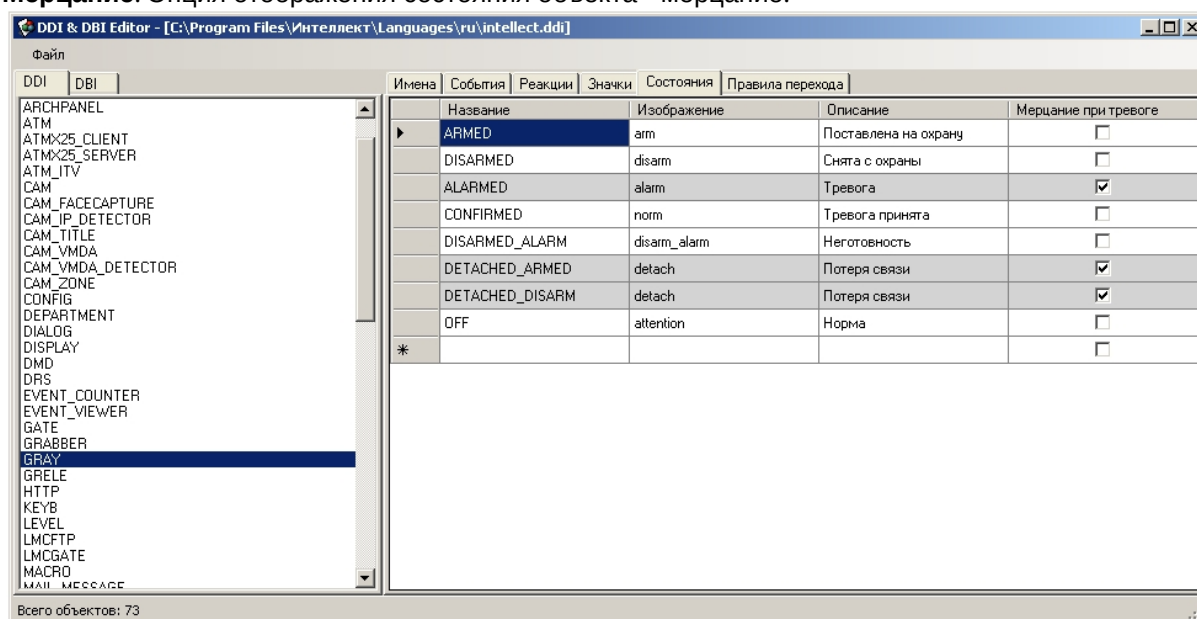 Мерцание. Опция отображения состояния объекта - мерцание.
DDI & DBI Editor - [C:\Program Files\Интеллект\Languages\ru\intellect.ddi]
Файл
DDI DBI
Имена События Реакции Значки Состояния Правила перехода
ARCHPANEL
ATM
ATMX25_CLIENT
ATMX25_SERVER
ATM_ITV
CAM
CAM_FACECAPTURE
CAM_IP_DETECTOR
CAM_TITLE
CAM_VMDA
CAM_VMDA_DETECTOR
CAM_ZONE
CONFIG
DEPARTMENT
DIALOG
DISPLAY
DMD
DRS
EVENT_COUNTER
EVENT_VIEWER
GATE
GRABBER
GRAY
GRELE
HTTP
KEYB
LEVEL
LMCFTP
LMCGATE
MACRO
MAIL_MESSAGE
Название Изображение Описание Мерцание при тревоге
ARMED arm Поставлена на охрану
DISARMED disarm Снята с охраны
ALARMED alarm Тревога
CONFIRMED norm Тревога принята
DISARMED_ALARM disarm_alarm Неготовность
DETACHED_ARMED detach Потеря связи
DETACHED_DISARM detach Потеря связи
OFF attention Норма
Всего объектов: 73